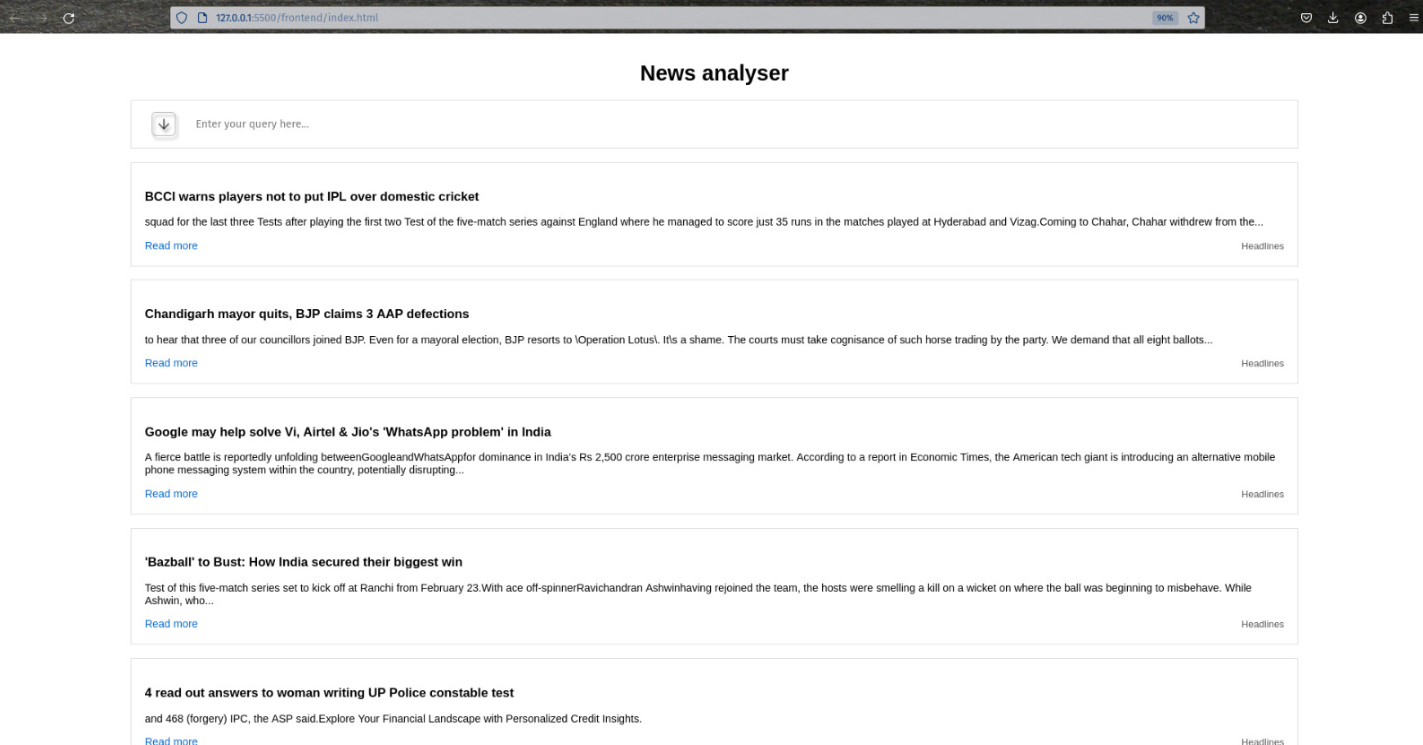 127.0.0.1:5500/frontend/index.html
90%
News analyser
Enter your query here...
BCCI warns players not to put IPL over domestic cricket
squad for the last three Tests after playing the first two Test of the five-match series against England where he managed to score just 35 runs in the matches played at Hyderabad and Vizag.Coming to Chahar, Chahar withdrew from the...
Read more
Headlines
Chandigarh mayor quits, BJP claims 3 AAP defections
to hear that three of our councillors joined BJP. Even for a mayoral election, BJP resorts to \Operation Lotus\. It\s a shame. The courts must take cognisance of such horse trading by the party. We demand that all eight ballots...
Read more
Headlines
Google may help solve Vi, Airtel & Jio's 'WhatsApp problem' in India
A fierce battle is reportedly unfolding betweenGoogleandWhatsAppfor dominance in India's Rs 2,500 crore enterprise messaging market. According to a report in Economic Times, the American tech giant is introducing an alternative mobile
phone messaging system within the country, potentially disrupting...
Read more
Headlines
'Bazball' to Bust: How India secured their biggest win
Test of this five-match series set to kick off at Ranchi from February 23.With ace off-spinnerRavichandran Ashwinhaving rejoined the team, the hosts were smelling a kill on a wicket on where the ball was beginning to misbehave. While
Ashwin, who...
Read more
Headlines
4 read out answers to woman writing UP Police constable test
and 468 (forgery) IPC, the ASP said.Explore Your Financial Landscape with Personalized Credit Insights.
Read more
Headlines